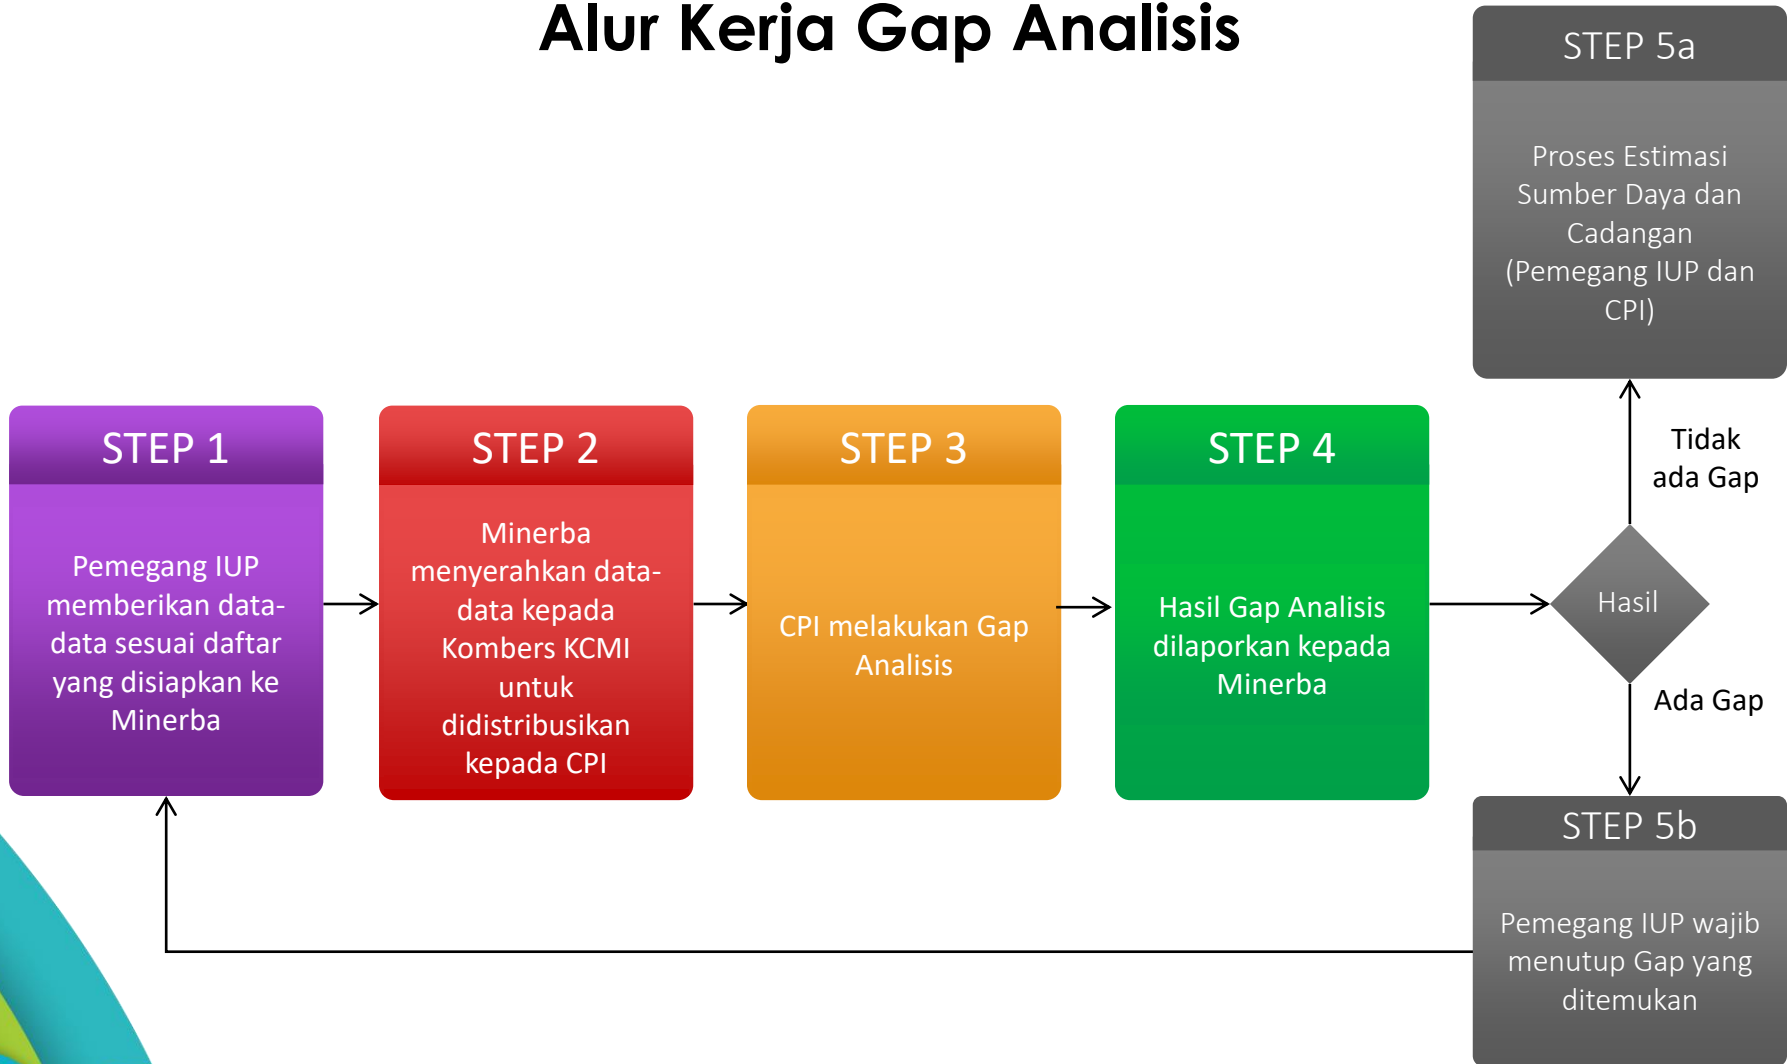 Alur Kerja Gap Analisis
STEP 1
Pemegang IUP
memberikan data-
data sesuai daftar
yang disiapkan ke
Minerba
STEP 2
Minerba
menyerahkan data-
data kepada
Kombers KCMI
untuk
didistribusikan
kepada CPI
STEP 3
CPI melakukan Gap
Analisis
STEP 4
Hasil Gap Analisis
dilaporkan kepada
Minerba
Hasil
Tidak
ada Gap
STEP 5a
Proses Estimasi
Sumber Daya dan
Cadangan
(Pemegang IUP dan
CPI)
Ada Gap
STEP 5b
Pemegang IUP wajib
menutup Gap yang
ditemukan